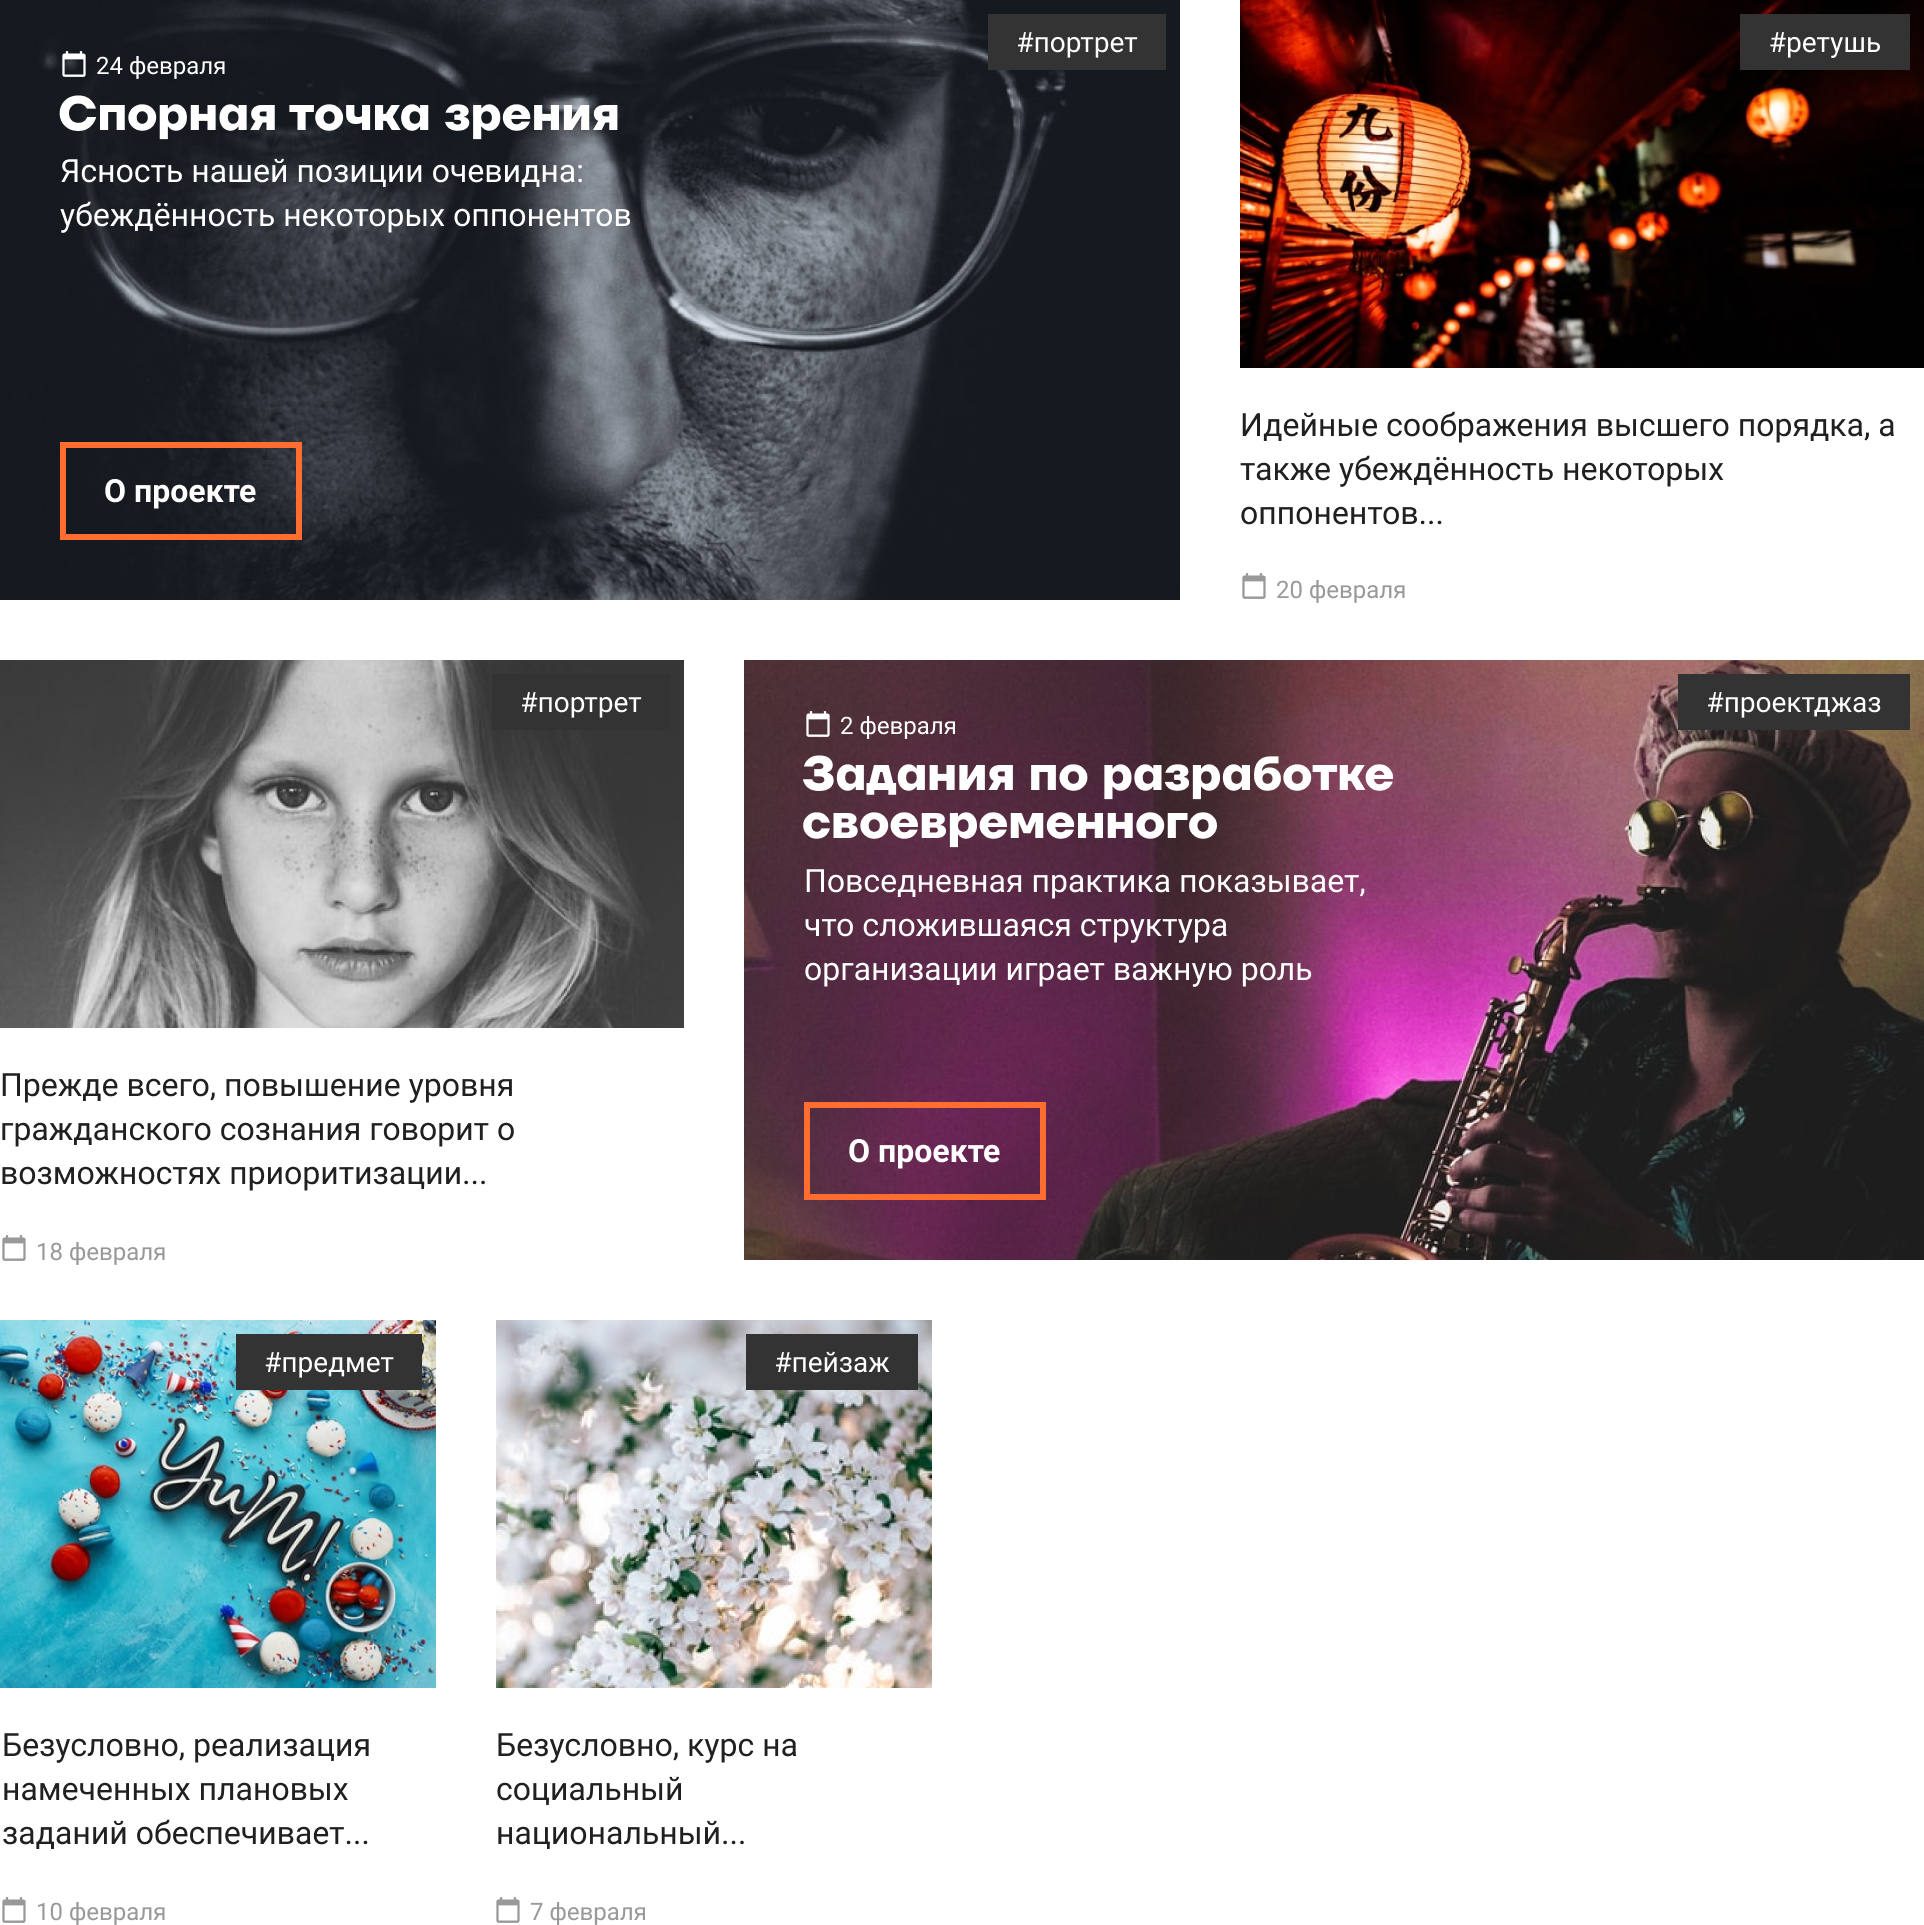 #портрет
24 февраля
Спорная точка зрения
Ясность нашей позиции очевидна:
убеждённость некоторых оппонентов
О проекте
#ретушь
九
份
Идейные соображения высшего порядка, а
также убеждённость некоторых
оппонентов...
20 февраля
#портрет
Прежде всего, повышение уровня
гражданского сознания говорит о
возможностях приоритизации...
18 февраля
#проектджаз
2 февраля
Задания по разработке
своевременного
Повседневная практика показывает,
что сложившаяся структура
организации играет важную роль
О проекте
#предмет
Yum!
Безусловно, реализация
намеченных плановых
заданий обеспечивает...
10 февраля
#пейзаж
Безусловно, курс на
социальный
национальный...
7 февраля